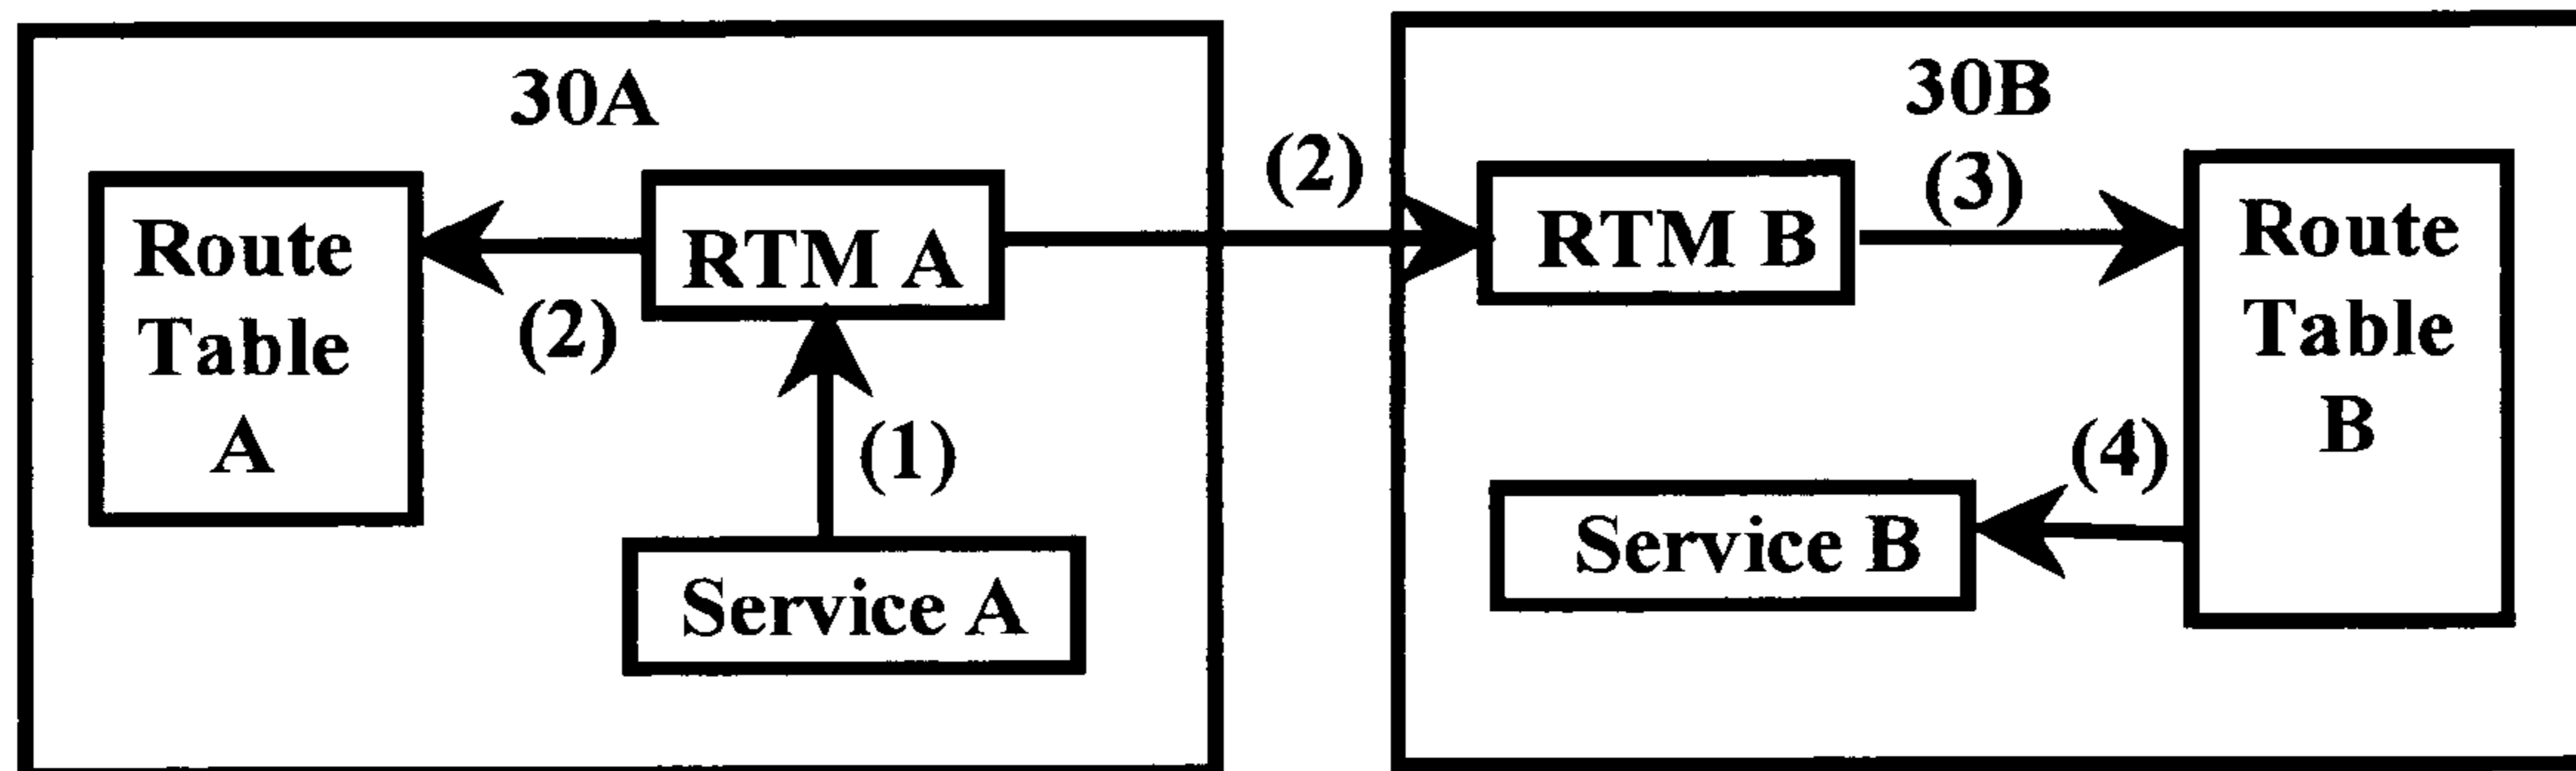 30A
Route
Table
A
(2)
RTM A
(1)
Service A
(2)
30B
RTM B
(3)
Route
Table
B
(4)
Service B